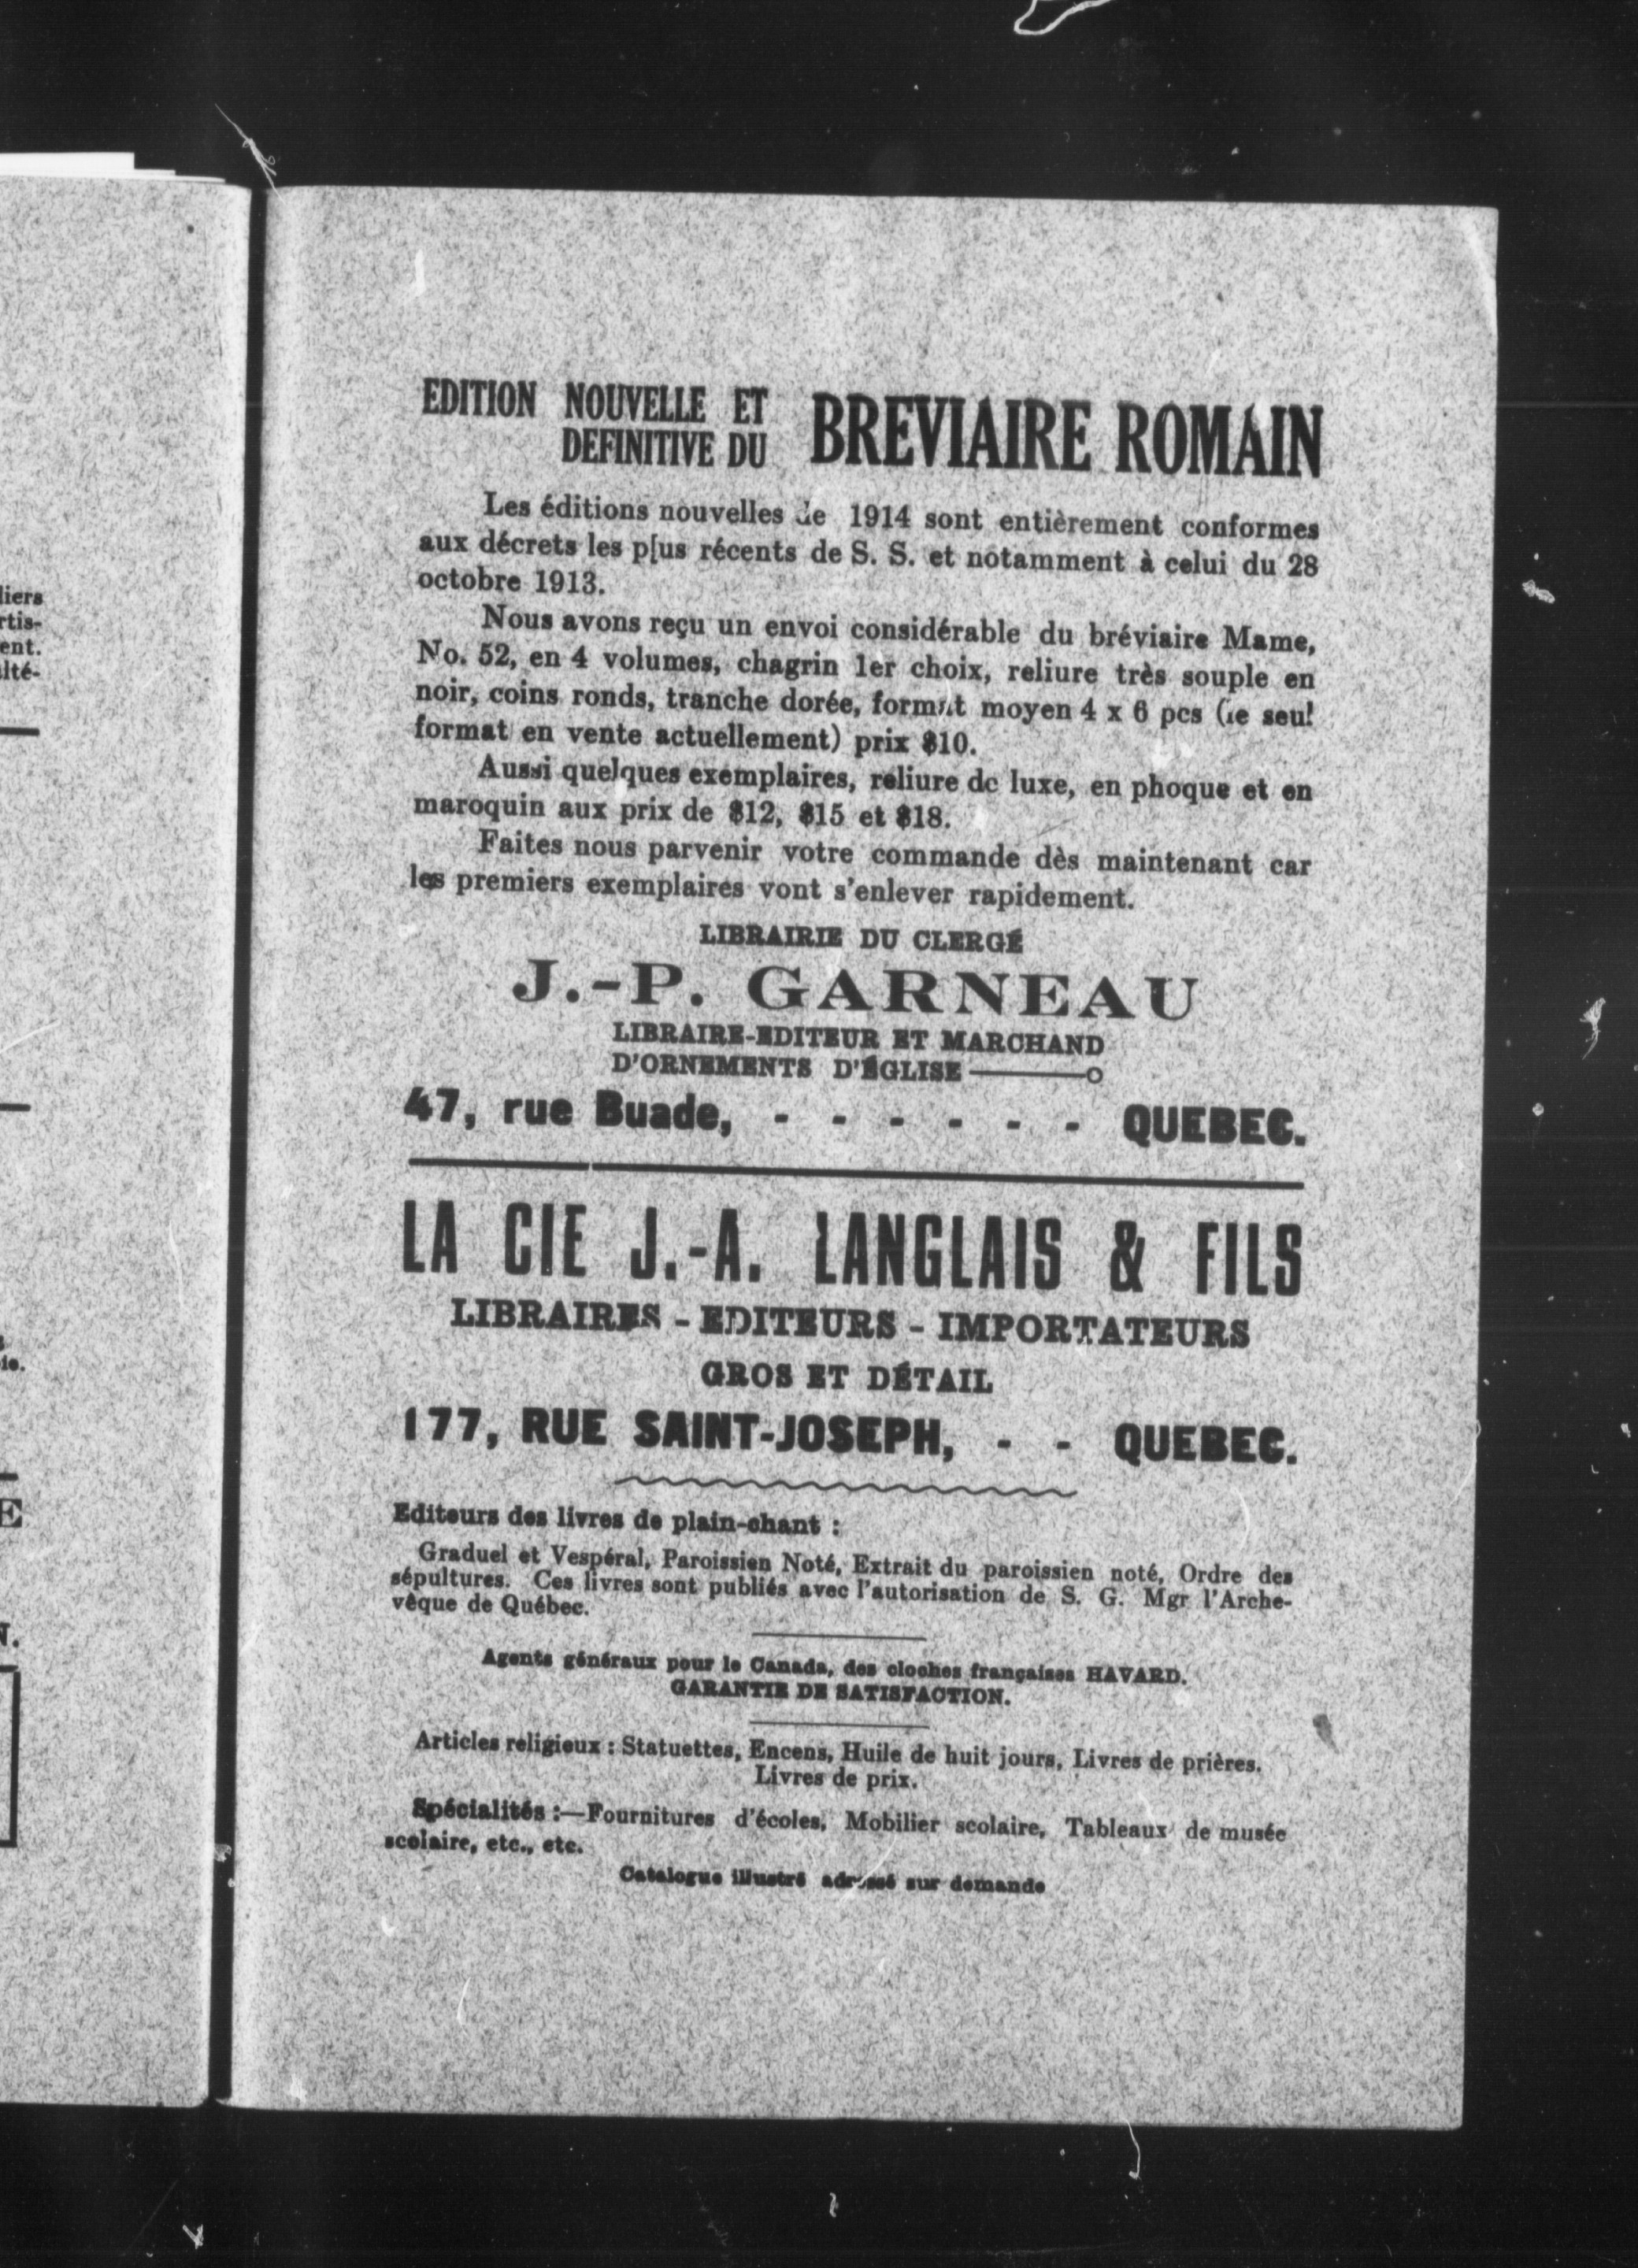 liers
rtis-
ent.
ulté-
ie.
E
N.
EDITION NOUVELLE ET
DEFINITIVE DU
BREVIAIRE ROMAIN
Les éditions nouvelles de 1914 sont entièrement conformes
aux décrets les plus récents de S. S. et notamment à celui du 28
octobre 1913.
Nous avons reçu un envoi considérable du bréviaire Mame,
No. 52, en 4 volumes, chagrin 1er choix, reliure très souple en
noir, coins ronds, tranche dorée, format moyen 4 x 6 pcs (le seul
format en vente actuellement) prix $10.
Aussi quelques exemplaires, reliure de luxe, en phoque et en
maroquin aux prix de $12, $15 et $18.
Faites nous parvenir votre commande dès maintenant car
les premiers exemplaires vont s'enlever rapidement.
LIBRAIRIE DU CLERGÉ
J.-P. GARNEAU
LIBRAIRE-EDITEUR ET MARCHAND
D'ORNEMENTS D'ÉGLISE
47, rue Buade, - - - - - - QUEBEC.
LA CIE J.-A. LANGLAIS & FILS
LIBRAIRES - EDITEURS - IMPORTATEURS
GROS ET DÉTAIL
177, RUE SAINT-JOSEPH, - - QUEBEC.
Editeurs des livres de plain-chant :
Graduel et Vespéral, Paroissien Noté, Extrait du paroissien noté, Ordre des
sépultures. Ces livres sont publiés avec l'autorisation de S. G. Mgr l'Arche-
vêque de Québec.
Agents généraux pour le Canada, des cloches françaises HAVARD.
GARANTIE DE SATISFACTION.
Articles religieux : Statuettes, Encens, Huile de huit jours, Livres de prières.
Livres de prix.
Spécialités :—Fournitures d'écoles, Mobilier scolaire, Tableaux de musée
scolaire, etc., etc.
Catalogue illustré adressé sur demande